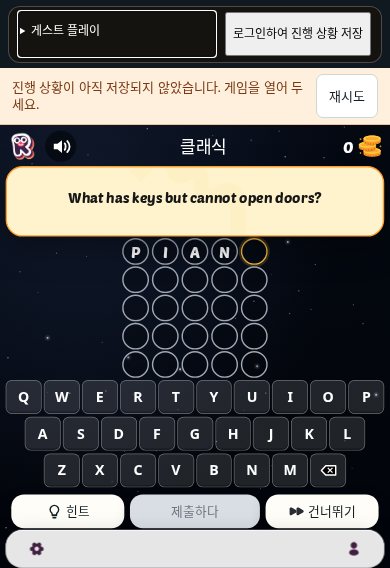 게스트 플레이
로그인하여 진행 상황 저장
진행 상황이 아직 저장되지 않았습니다. 게임을 열어 두
세요.
재시도
클래식
0
What has keys but cannot open doors?
P I A N
Q W E R T Y U I O P
A S D F G H J K L
Z X C V B N M
힌트
제출하다
건너뛰기